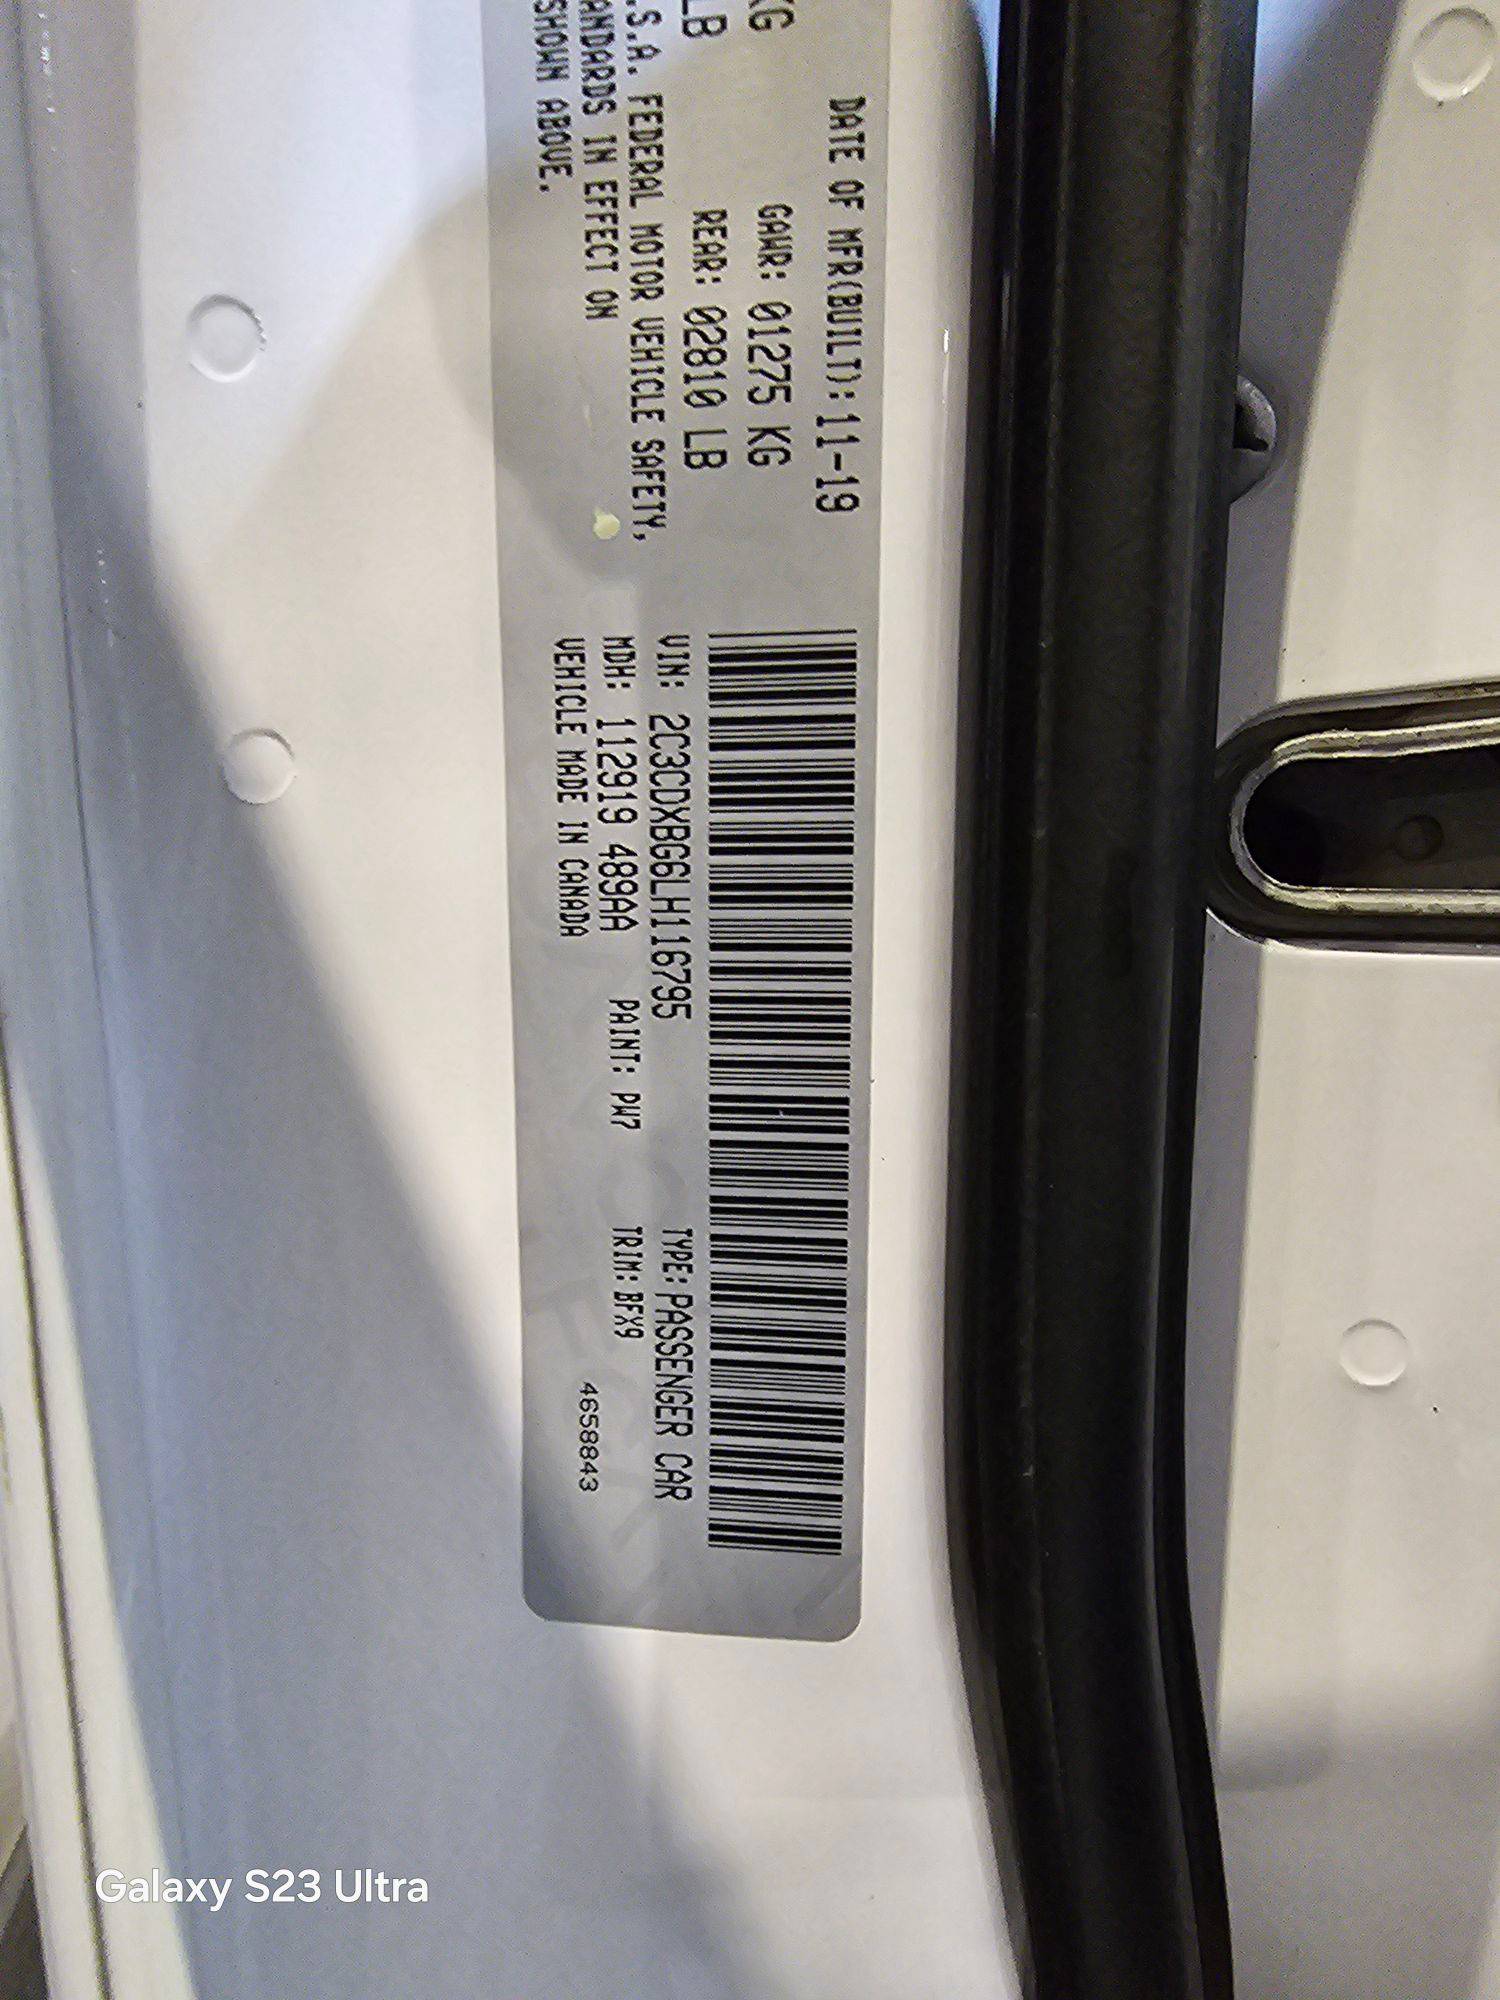 DATE OF MFR(BUILT): 11-19
KG GAWR: 01275 KG
LB REAR: 02810 LB
.S.A. FEDERAL MOTOR VEHICLE SAFETY,
ANDARDS IN EFFECT ON
SHOWN ABOVE.
VIN: 2C3CDXBG6LH116795 TYPE: PASSENGER CAR
MDH: 112919 489AA PAINT: PW7 TRIM: BFX9
VEHICLE MADE IN CANADA 4658843
Galaxy S23 Ultra